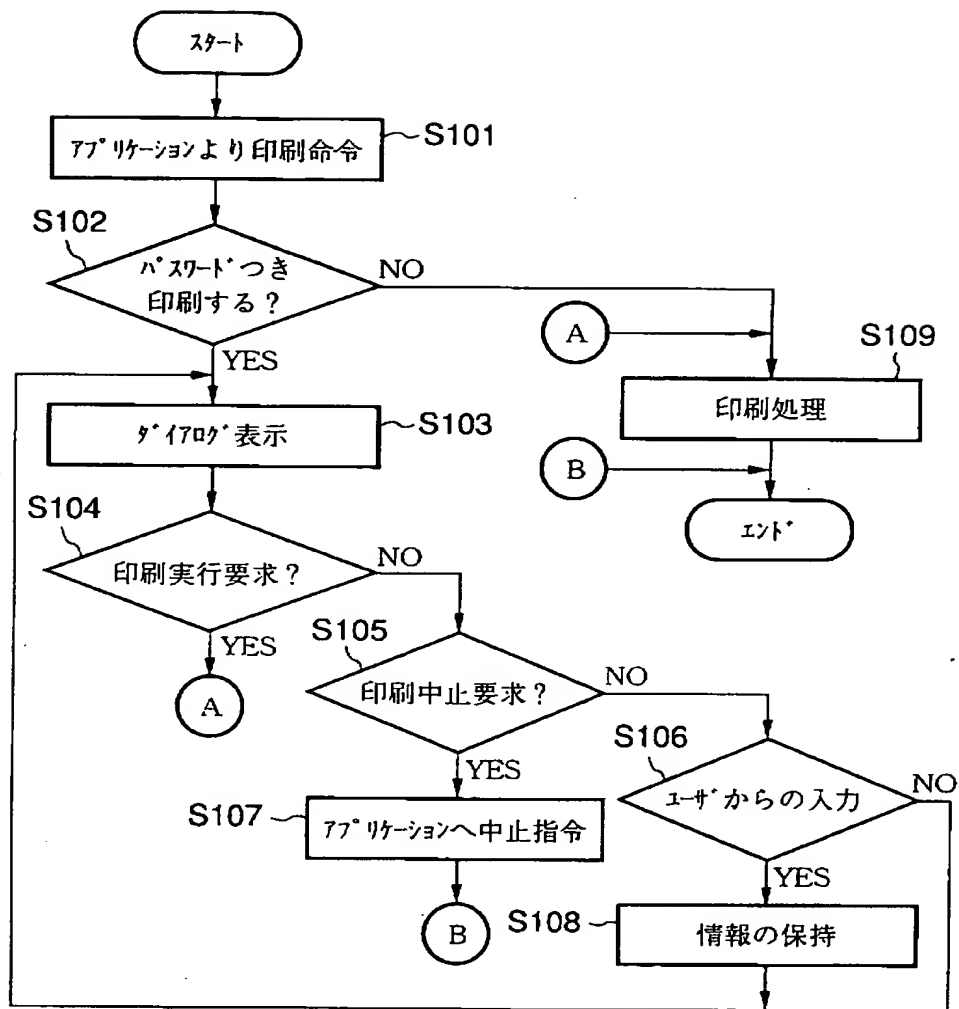 スタート
アプリケーションより印刷命令
S101
S102
パスワードつき
印刷する?
NO
YES
A
S109
印刷処理
ダイアログ表示
S103
B
エンド
S104
印刷実行要求?
NO
YES
A
S105
印刷中止要求?
NO
YES
S106
ユーザからの入力
NO
YES
S107
アプリケーションへ中止指令
B
S108
情報の保持